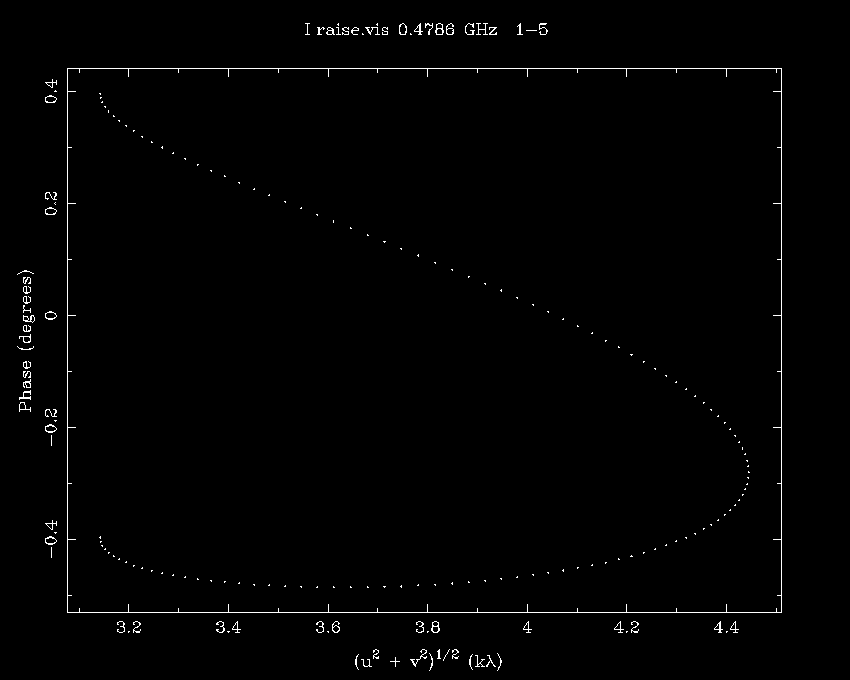 I raise.vis 0.4786 GHz 1−5
0.4
0.2
0
−0.2
−0.4
Phase (degrees)
3.2 3.4 3.6 3.8 4 4.2 4.4
(u² + v²)^1/2 (kλ)